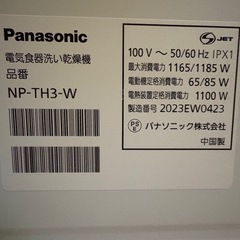 Panasonic
JET
電気食器洗い乾燥機
品番
NP-TH3-W
100 V ～ 50/60 Hz IPX1
最大消費電力 1165/1185 W
電動機定格消費電力 65/85 W
電熱装置定格消費電力 1100 W
製造番号 2023EW0423
PS
E
パナソニック株式会社
中国製